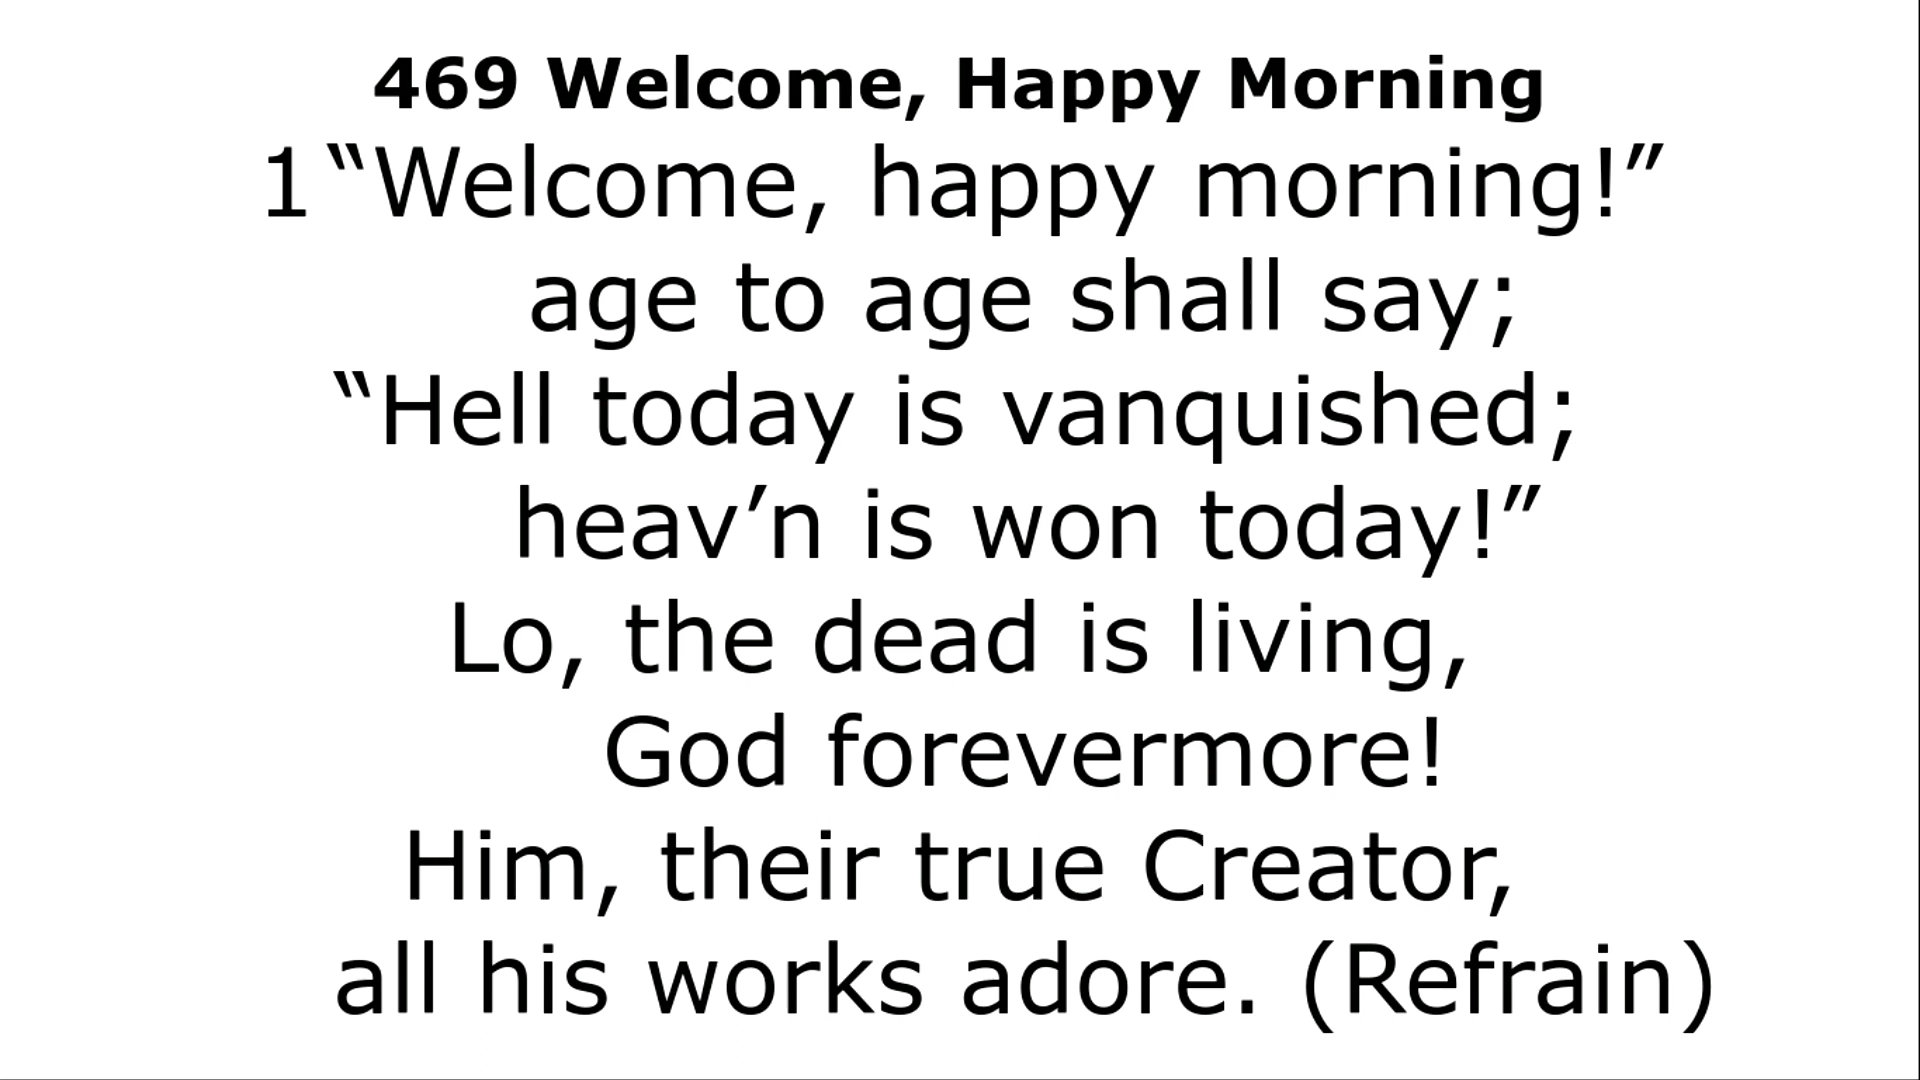 469 Welcome, Happy Morning
1 “Welcome, happy morning!”
age to age shall say;
“Hell today is vanquished;
heav’n is won today!”
Lo, the dead is living,
God forevermore!
Him, their true Creator,
all his works adore. (Refrain)